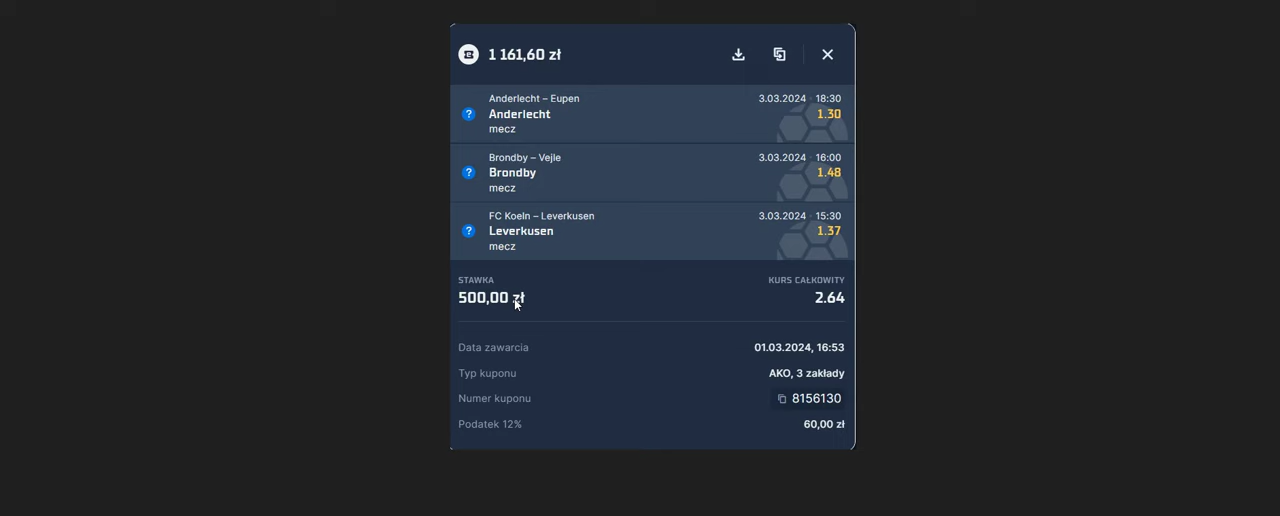 1 161,60 zł
Anderlecht – Eupen 3.03.2024 · 18:30
Anderlecht 1.30
mecz
Brondby – Vejle 3.03.2024 · 16:00
Brondby 1.48
mecz
FC Koeln – Leverkusen 3.03.2024 · 15:30
Leverkusen 1.37
mecz
STAWKA KURS CAŁKOWITY
500,00 zł 2.64
Data zawarcia 01.03.2024, 16:53
Typ kuponu AKO, 3 zakłady
Numer kuponu 8156130
Podatek 12% 60,00 zł